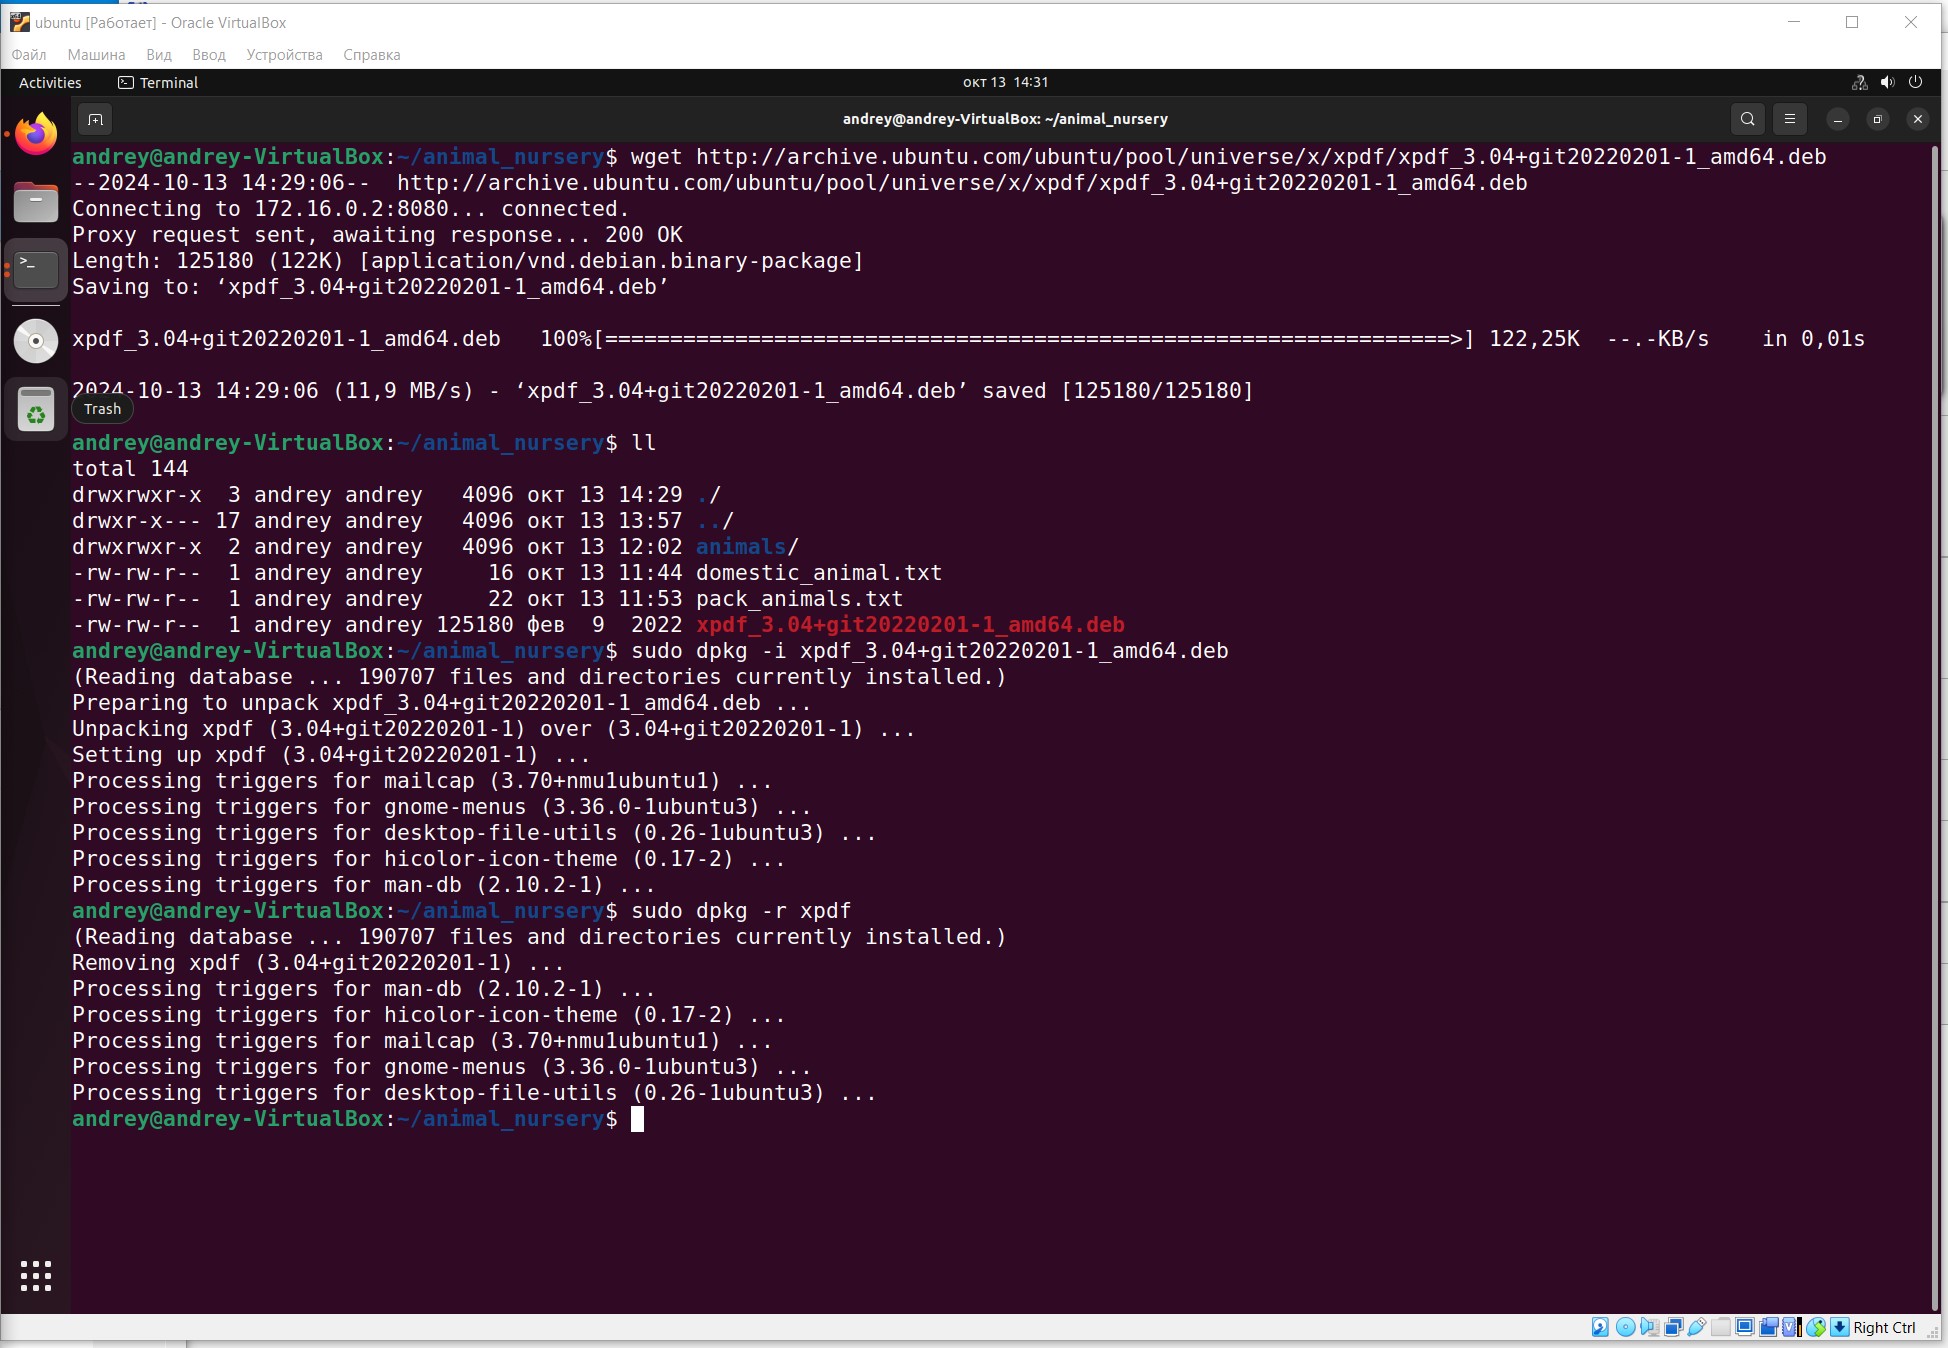 ubuntu [Работает] - Oracle VirtualBox
Файл Машина Вид Ввод Устройства Справка
Activities Terminal окт 13 14:31
andrey@andrey-VirtualBox: ~/animal_nursery
andrey@andrey-VirtualBox:~/animal_nursery$ wget http://archive.ubuntu.com/ubuntu/pool/universe/x/xpdf/xpdf_3.04+git20220201-1_amd64.deb
--2024-10-13 14:29:06--  http://archive.ubuntu.com/ubuntu/pool/universe/x/xpdf/xpdf_3.04+git20220201-1_amd64.deb
Connecting to 172.16.0.2:8080... connected.
Proxy request sent, awaiting response... 200 OK
Length: 125180 (122K) [application/vnd.debian.binary-package]
Saving to: ‘xpdf_3.04+git20220201-1_amd64.deb’
xpdf_3.04+git20220201-1_amd64.deb   100%[=================================================================>] 122,25K  --.-KB/s    in 0,01s
2024-10-13 14:29:06 (11,9 MB/s) - ‘xpdf_3.04+git20220201-1_amd64.deb’ saved [125180/125180]
Trash
andrey@andrey-VirtualBox:~/animal_nursery$ ll
total 144
drwxrwxr-x  3 andrey andrey   4096 окт 13 14:29 ./
drwxr-x--- 17 andrey andrey   4096 окт 13 13:57 ../
drwxrwxr-x  2 andrey andrey   4096 окт 13 12:02 animals/
-rw-rw-r--  1 andrey andrey     16 окт 13 11:44 domestic_animal.txt
-rw-rw-r--  1 andrey andrey     22 окт 13 11:53 pack_animals.txt
-rw-rw-r--  1 andrey andrey 125180 фев  9  2022 xpdf_3.04+git20220201-1_amd64.deb
andrey@andrey-VirtualBox:~/animal_nursery$ sudo dpkg -i xpdf_3.04+git20220201-1_amd64.deb
(Reading database ... 190707 files and directories currently installed.)
Preparing to unpack xpdf_3.04+git20220201-1_amd64.deb ...
Unpacking xpdf (3.04+git20220201-1) over (3.04+git20220201-1) ...
Setting up xpdf (3.04+git20220201-1) ...
Processing triggers for mailcap (3.70+nmu1ubuntu1) ...
Processing triggers for gnome-menus (3.36.0-1ubuntu3) ...
Processing triggers for desktop-file-utils (0.26-1ubuntu3) ...
Processing triggers for hicolor-icon-theme (0.17-2) ...
Processing triggers for man-db (2.10.2-1) ...
andrey@andrey-VirtualBox:~/animal_nursery$ sudo dpkg -r xpdf
(Reading database ... 190707 files and directories currently installed.)
Removing xpdf (3.04+git20220201-1) ...
Processing triggers for man-db (2.10.2-1) ...
Processing triggers for hicolor-icon-theme (0.17-2) ...
Processing triggers for mailcap (3.70+nmu1ubuntu1) ...
Processing triggers for gnome-menus (3.36.0-1ubuntu3) ...
Processing triggers for desktop-file-utils (0.26-1ubuntu3) ...
andrey@andrey-VirtualBox:~/animal_nursery$
Right Ctrl